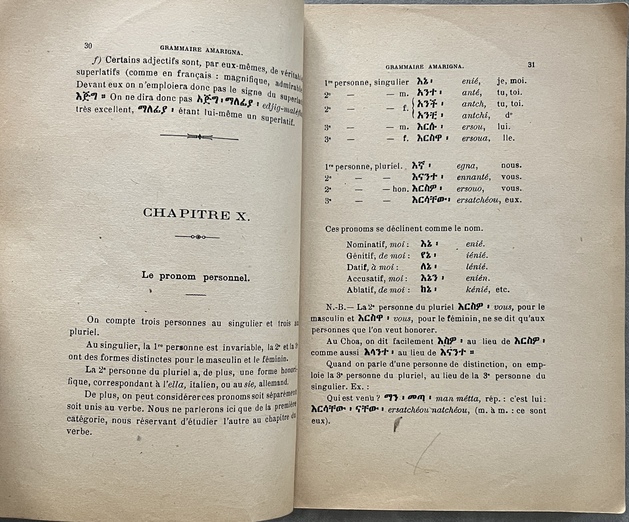 30
GRAMMAIRE AMARIGNA.
f) Certains adjectifs sont, par eux-mêmes, de vérita
superlatifs (comme en français : magnifique, admirable
Devant eux on n'emploiera donc pas le signe du superlat
እጅግ ። On ne dira donc pas እጅግ ፡ ማለፊያ ፡ edjig-maléf
très excellent, ማለፊያ ፡ étant lui-même un superlatif.
CHAPITRE X.
Le pronom personnel.
On compte trois personnes au singulier et trois au
pluriel.
Au singulier, la 1re personne est invariable, la 2e et la 3
ont des formes distinctes pour le masculin et le féminin.
La 2e personne du pluriel a, de plus, une forme honori-
fique, correspondant à l'ella, italien, ou au sie, allemand.
De plus, on peut considérer ces pronoms soit séparément
soit unis au verbe. Nous ne parlerons ici que de la première
catégorie, nous réservant d'étudier l'autre au chapitre du
verbe.
GRAMMAIRE AMARIGNA.
31
1re personne, singulier እኔ ፡ enié, je, moi.
2e — — m. አንተ ፡ anté, tu, toi.
2e — — f. { አንች ፡ antch, tu, toi.
አንቺ ፡ antchi, do
3e — — m. እርሱ ፡ ersou, lui.
3e — — f. እርስዋ ፡ ersoua, lle.
1re personne, pluriel. እኛ ፡ egna, nous.
2e — — እናንተ ፡ ennanté, vous.
2e — — hon. እርስዎ ፡ ersouo, vous.
3e — እርሳቸው ፡ ersatchéou, eux.
Ces pronoms se déclinent comme le nom.
Nominatif, moi : እኔ ፡ enié.
Génitif, de moi : የኔ ፡ iénié.
Datif, à moi : ለኔ ፡ lénié.
Accusatif, moi : እኔን ፡ enién.
Ablatif, de moi : ከኔ ፡ kénié, etc.
N.-B.— La 2e personne du pluriel እርስዎ ፡ vous, pour le
masculin et እርስዋ ፡ vous, pour le féminin, ne se dit qu'aux
personnes que l'on veut honorer.
Au Choa, on dit facilement እስዎ ፡ au lieu de እርስዎ ፡
comme aussi እላንተ ፡ au lieu de እናንተ ።
Quand on parle d'une personne de distinction, on em-
ploie la 3e personne du pluriel, au lieu de la 3e personne du
singulier. Ex. :
Qui est venu ? ማን ፡ መጣ ፡ man métta, rép. : c'est lui :
እርሳቸው ፡ ናቸው ፡ ersatchéou natchéou, (m. à m. : ce sont
eux).